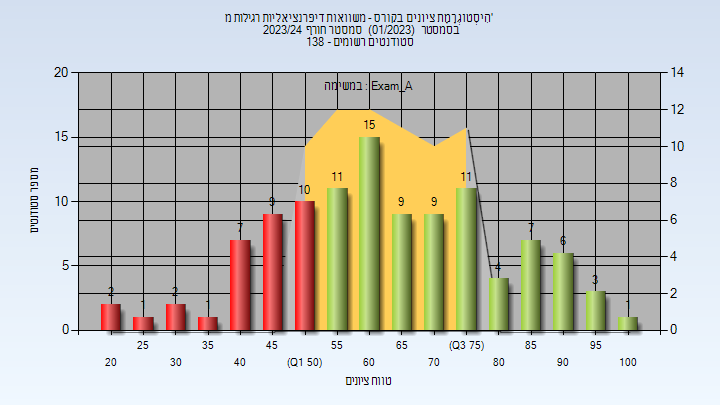 היסטוגרמת ציונים בקורס - משוואות דיפרנציאליות רגילות מ'
בסמסטר (01/2023) סמסטר חורף 2023/24
סטודנטים רשומים - 138
במשימה : Exam_A
מספר סטודנטים
20 15 10 5 0
14 12 10 8 6 4 2 0
2 1 2 1 7 9 10 11 15 9 9 11 4 7 6 3 1
25 35 45 55 65 (Q3 75) 85 95
20 30 40 (Q1 50) 60 70 80 90 100
טווח ציונים